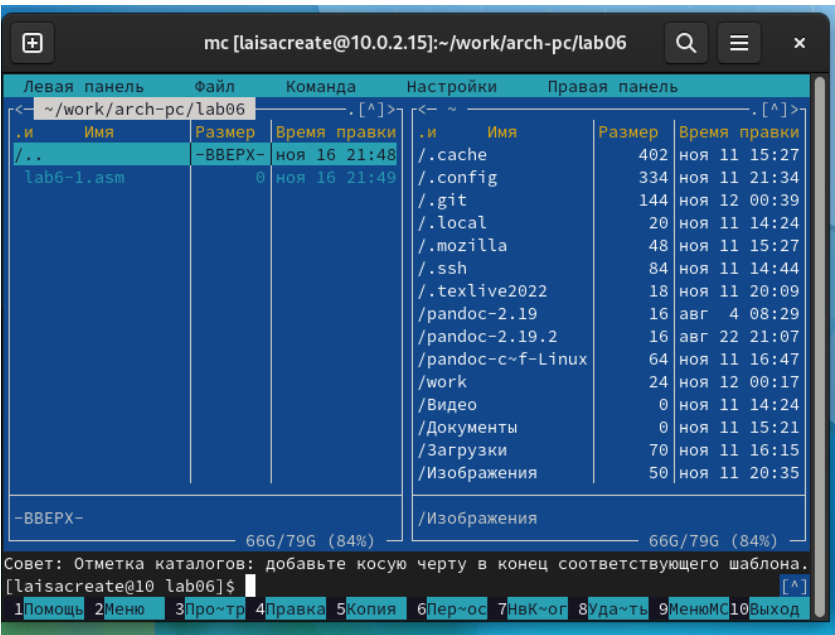 mc [laisacreate@10.0.2.15]:~/work/arch-pc/lab06
Левая панель Файл Команда Настройки Правая панель
<- ~/work/arch-pc/lab06 .[^]> <- ~ .[^]>
.и Имя Размер Время правки .и Имя Размер Время правки
/.. -ВВЕРХ- ноя 16 21:48 /.cache 402 ноя 11 15:27
lab6-1.asm 0 ноя 16 21:49 /.config 334 ноя 11 21:34
/.git 144 ноя 12 00:39
/.local 20 ноя 11 14:24
/.mozilla 48 ноя 11 15:27
/.ssh 84 ноя 11 14:44
/.texlive2022 18 ноя 11 20:09
/pandoc-2.19 16 авг 4 08:29
/pandoc-2.19.2 16 авг 22 21:07
/pandoc-c~f-Linux 64 ноя 11 16:47
/work 24 ноя 12 00:17
/Видео 0 ноя 11 14:24
/Документы 0 ноя 11 15:21
/Загрузки 70 ноя 11 16:15
/Изображения 50 ноя 11 20:35
-ВВЕРХ- /Изображения
66G/79G (84%) 66G/79G (84%)
Совет: Отметка каталогов: добавьте косую черту в конец соответствующего шаблона.
[laisacreate@10 lab06]$ [^]
1Помощь 2Меню 3Про~тр 4Правка 5Копия 6Пер~ос 7НвК~ог 8Уда~ть 9МенюМС 10Выход